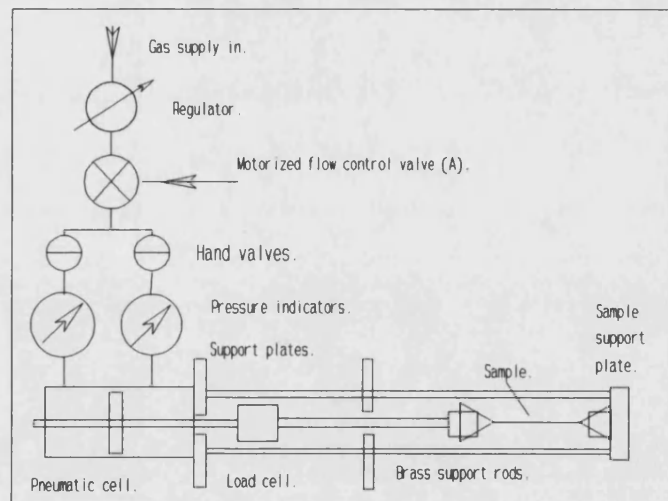 Gas supply in.
Regulator.
Motorized flow control valve (A).
Hand valves.
Pressure indicators.
Support plates.
Sample
support
plate.
Sample.
Pneumatic cell.
Load cell.
Brass support rods.